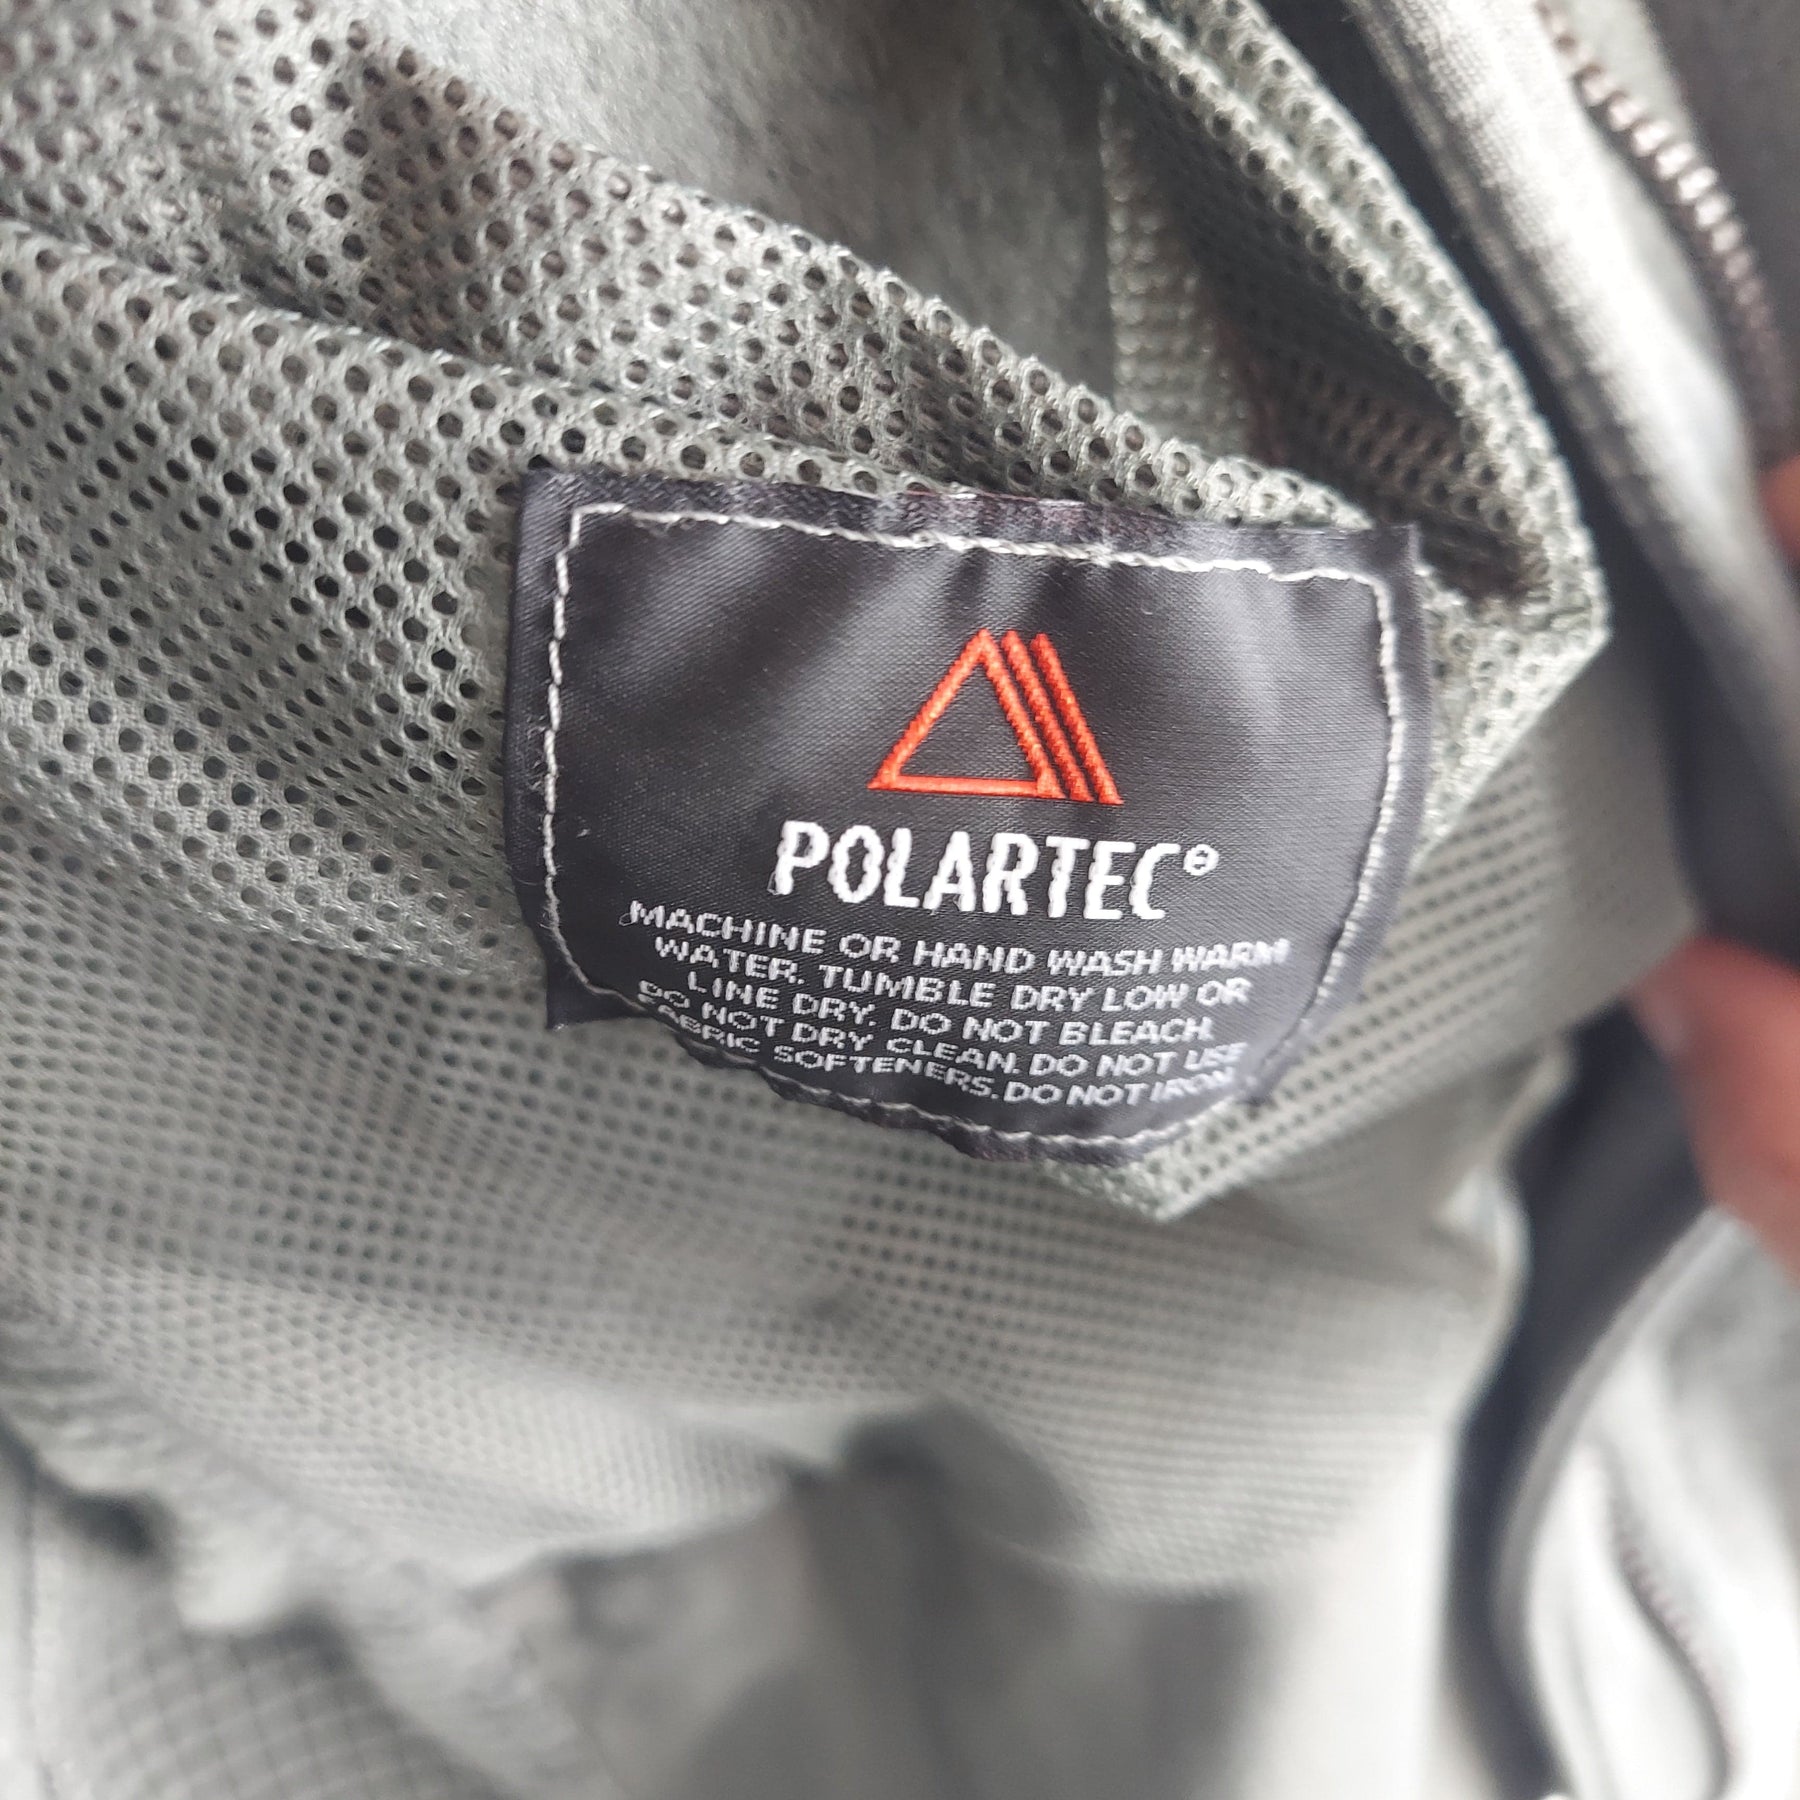 POLARTEC®
MACHINE OR HAND WASH WARM
WATER. TUMBLE DRY LOW OR
LINE DRY. DO NOT BLEACH.
DO NOT DRY CLEAN. DO NOT USE
FABRIC SOFTENERS. DO NOT IRON.